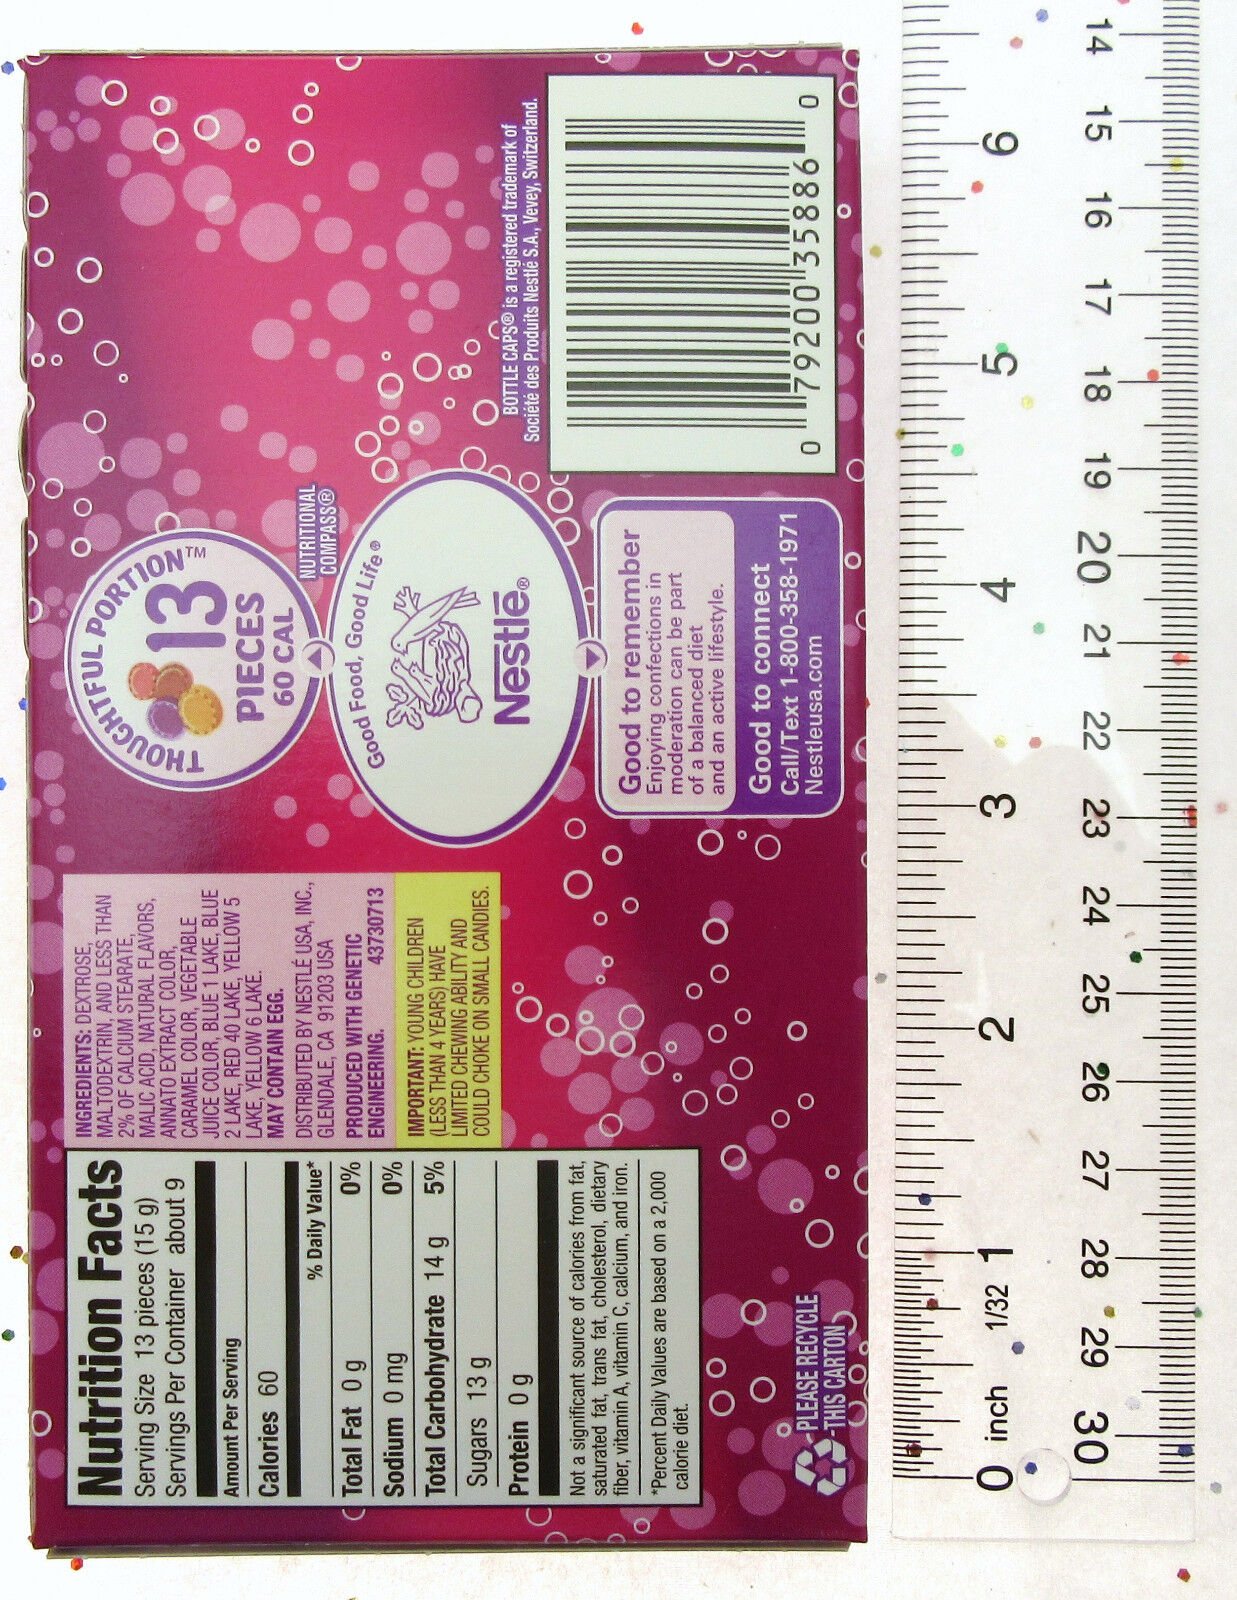 Nutrition Facts
Serving Size 13 pieces (15 g)
Servings Per Container about 9
Amount Per Serving
Calories 60
% Daily Value*
Total Fat 0 g 0%
Sodium 0 mg 0%
Total Carbohydrate 14 g 5%
Sugars 13 g
Protein 0 g
Not a significant source of calories from fat,
saturated fat, trans fat, cholesterol, dietary
fiber, vitamin A, vitamin C, calcium, and iron.
*Percent Daily Values are based on a 2,000
calorie diet.
PLEASE RECYCLE
THIS CARTON
INGREDIENTS: DEXTROSE,
MALTODEXTRIN, AND LESS THAN
2% OF CALCIUM STEARATE,
MALIC ACID, NATURAL FLAVORS,
ANNATO EXTRACT COLOR,
CARAMEL COLOR, VEGETABLE
JUICE COLOR, BLUE 1 LAKE, BLUE
2 LAKE, RED 40 LAKE, YELLOW 5
LAKE, YELLOW 6 LAKE.
MAY CONTAIN EGG.
DISTRIBUTED BY NESTLÉ USA, INC.,
GLENDALE, CA 91203 USA
PRODUCED WITH GENETIC
ENGINEERING. 43730713
IMPORTANT: YOUNG CHILDREN
(LESS THAN 4 YEARS) HAVE
LIMITED CHEWING ABILITY AND
COULD CHOKE ON SMALL CANDIES.
THOUGHTFUL PORTION™
13
PIECES
60 CAL
NUTRITIONAL
COMPASS®
Good Food, Good Life®
Nestlé®
Good to remember
Enjoying confections in
moderation can be part
of a balanced diet
and an active lifestyle.
Good to connect
Call/Text 1-800-358-1971
Nestleusa.com
BOTTLE CAPS® is a registered trademark of
Société des Produits Nestlé S.A., Vevey, Switzerland.
0 79200 35886 0
0 inch 1/32 1 2 3 4 5 6
30 29 28 27 26 25 24 23 22 21 20 19 18 17 16 15 14